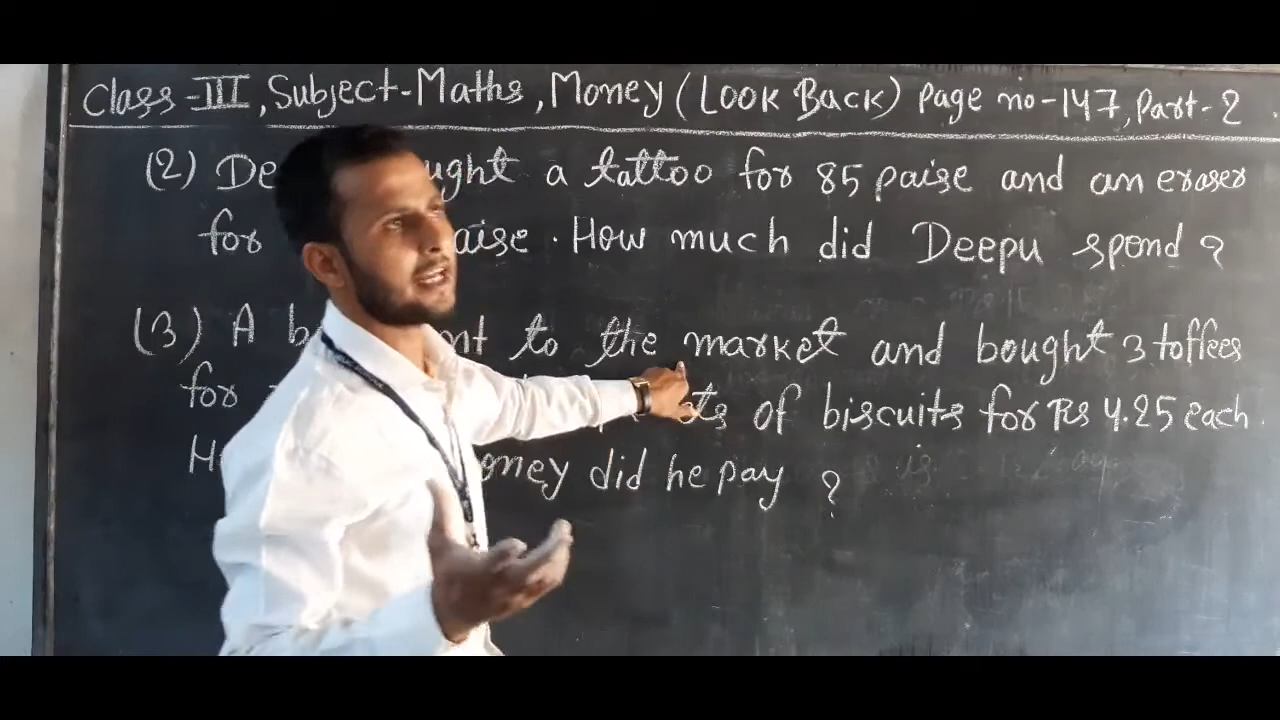 Class-III, Subject-Maths, Money (Look Back) Page no-147, Part-2.
(2) De ught a tattoo for 85 paise and an eraser
for aise. How much did Deepu spend?
(3) A b nt to the market and bought 3 toffees
for ts of biscuits for Rs 4.25 each.
H oney did he pay?